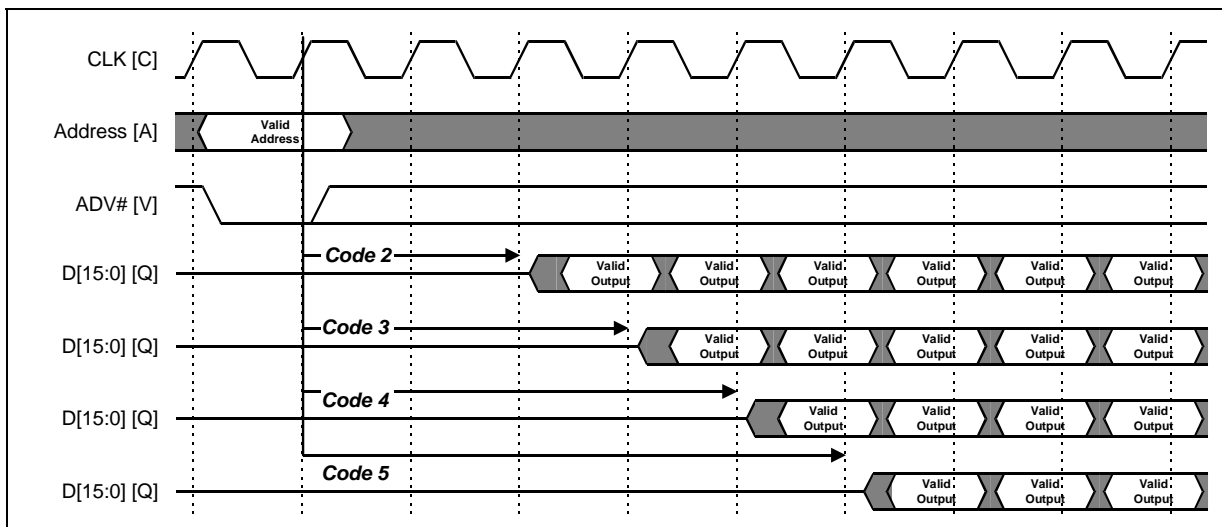 CLK [C]
Address [A]
Valid
Address
ADV# [V]
Code 2
D[15:0] [Q]
Valid Valid Valid Valid Valid Valid
Output Output Output Output Output Output
Code 3
D[15:0] [Q]
Valid Valid Valid Valid Valid
Output Output Output Output Output
Code 4
D[15:0] [Q]
Valid Valid Valid Valid
Output Output Output Output
Code 5
D[15:0] [Q]
Valid Valid Valid
Output Output Output